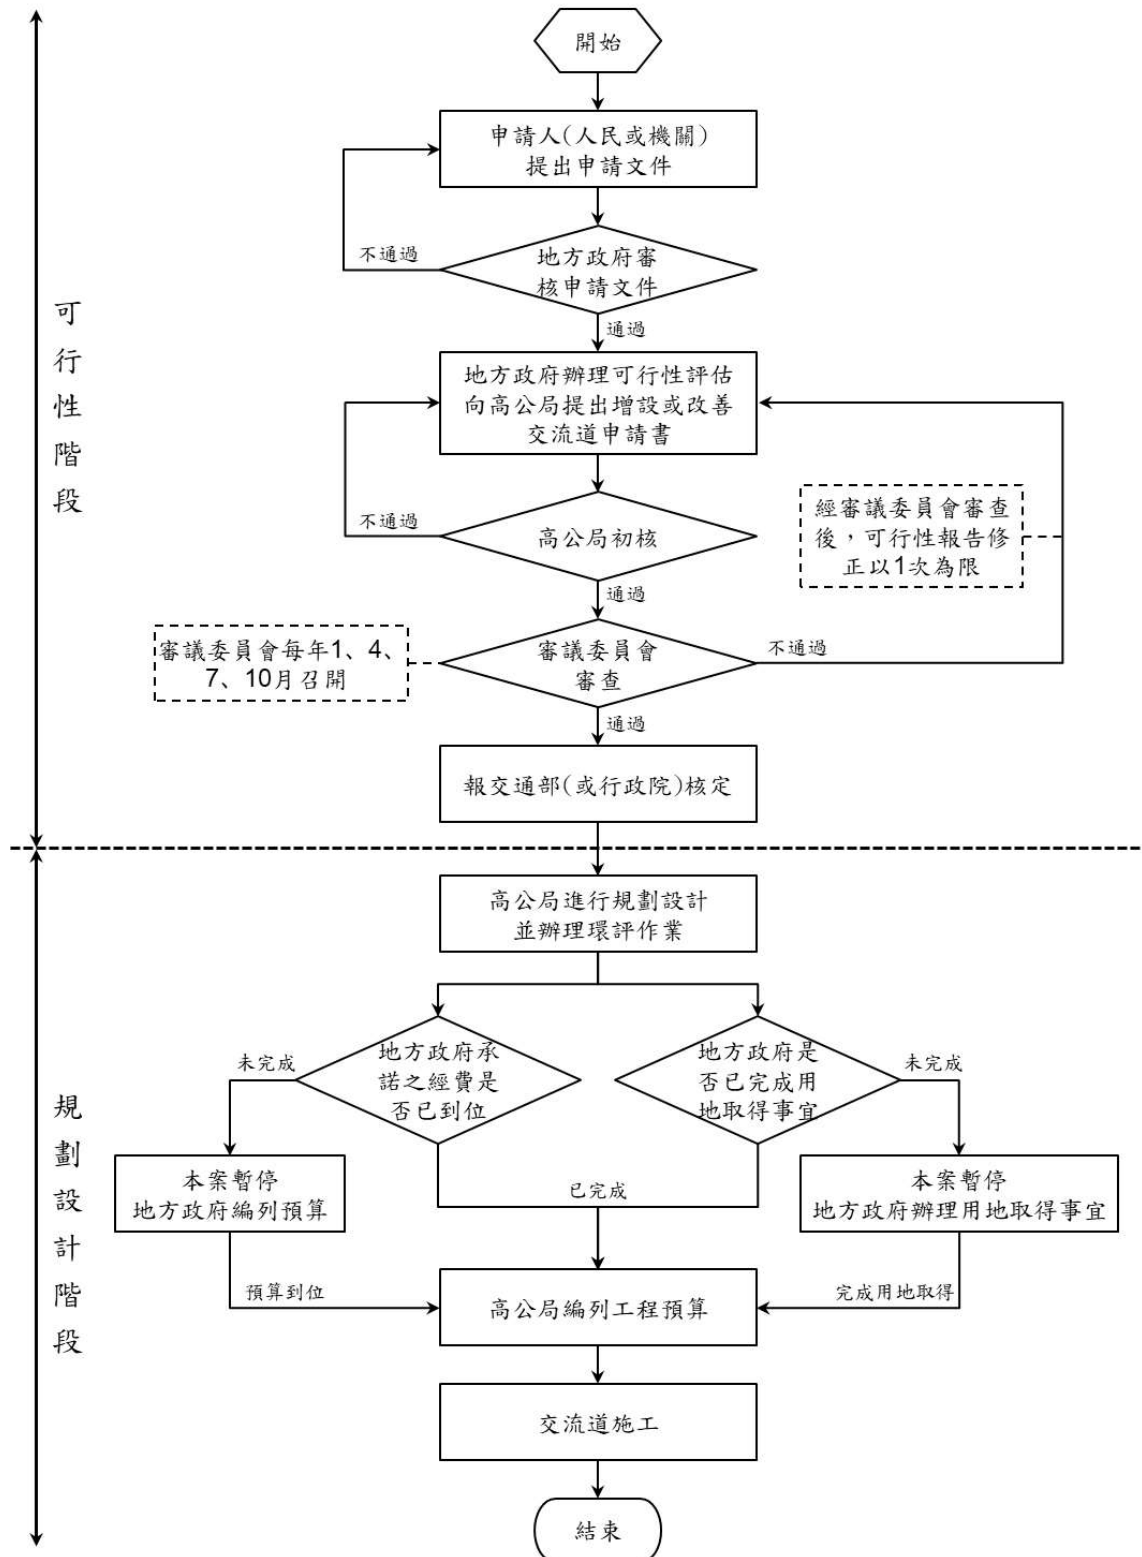 開始
申請人(人民或機關)
提出申請文件
不通過
地方政府審
核申請文件
通過
可行性階段
地方政府辦理可行性評估
向高公局提出增設或改善
交流道申請書
不通過
高公局初核
經審議委員會審查
後，可行性報告修
正以1次為限
通過
審議委員會每年1、4、
7、10月召開
審議委員會
審查
不通過
通過
報交通部(或行政院)核定
高公局進行規劃設計
並辦理環評作業
未完成
地方政府承
諾之經費是
否已到位
地方政府是
否已完成用
地取得事宜
未完成
規劃設計階段
本案暫停
地方政府編列預算
已完成
本案暫停
地方政府辦理用地取得事宜
預算到位
高公局編列工程預算
完成用地取得
交流道施工
結束